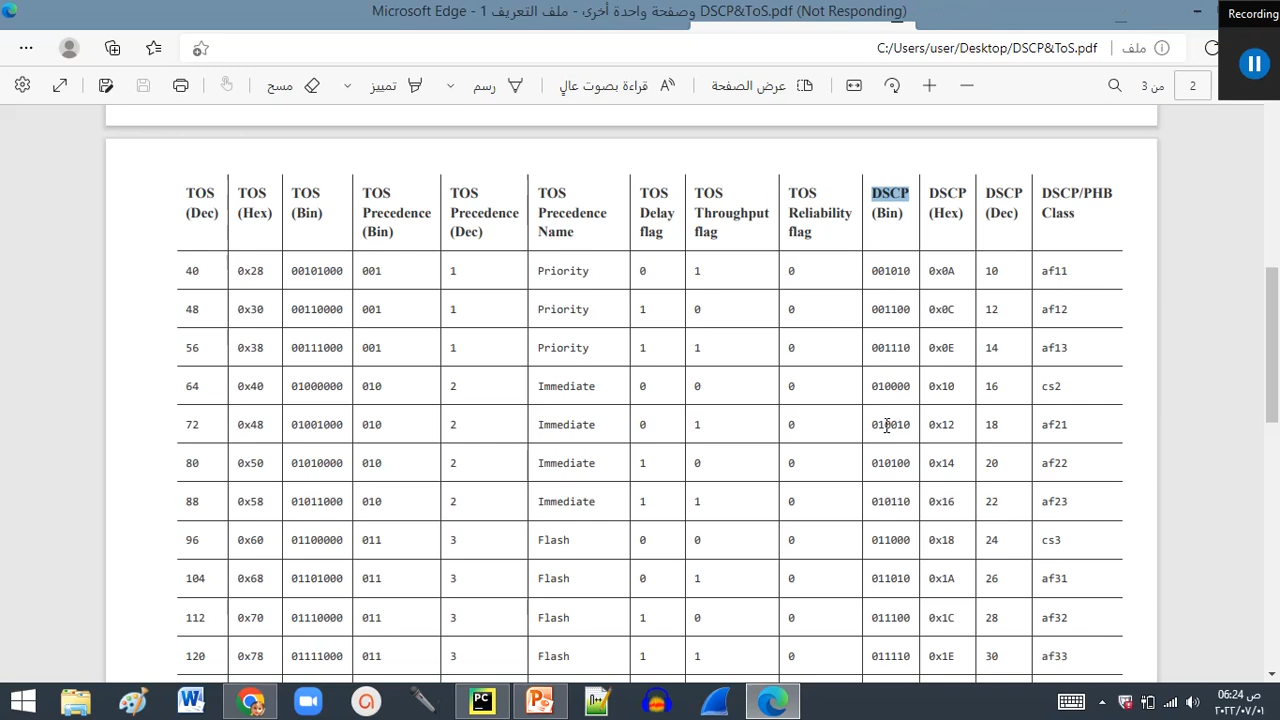 Microsoft Edge - 1 وصفحة واحدة أخرى - ملف التعريف DSCP&ToS.pdf (Not Responding)
Recording
C:/Users/user/Desktop/DSCP&ToS.pdf
ملف
مسح
تمييز
رسم
قراءة بصوت عالٍ
عرض الصفحة
من 3
2
TOS (Dec) TOS (Hex) TOS (Bin) TOS Precedence (Bin) TOS Precedence (Dec) TOS Precedence Name TOS Delay flag TOS Throughput flag TOS Reliability flag DSCP (Bin) DSCP (Hex) DSCP (Dec) DSCP/PHB Class
40 0x28 00101000 001 1 Priority 0 1 0 001010 0x0A 10 af11
48 0x30 00110000 001 1 Priority 1 0 0 001100 0x0C 12 af12
56 0x38 00111000 001 1 Priority 1 1 0 001110 0x0E 14 af13
64 0x40 01000000 010 2 Immediate 0 0 0 010000 0x10 16 cs2
72 0x48 01001000 010 2 Immediate 0 1 0 010010 0x12 18 af21
80 0x50 01010000 010 2 Immediate 1 0 0 010100 0x14 20 af22
88 0x58 01011000 010 2 Immediate 1 1 0 010110 0x16 22 af23
96 0x60 01100000 011 3 Flash 0 0 0 011000 0x18 24 cs3
104 0x68 01101000 011 3 Flash 0 1 0 011010 0x1A 26 af31
112 0x70 01110000 011 3 Flash 1 0 0 011100 0x1C 28 af32
120 0x78 01111000 011 3 Flash 1 1 0 011110 0x1E 30 af33
06:24 ص
٢٠٢٢/٠٧/٠١